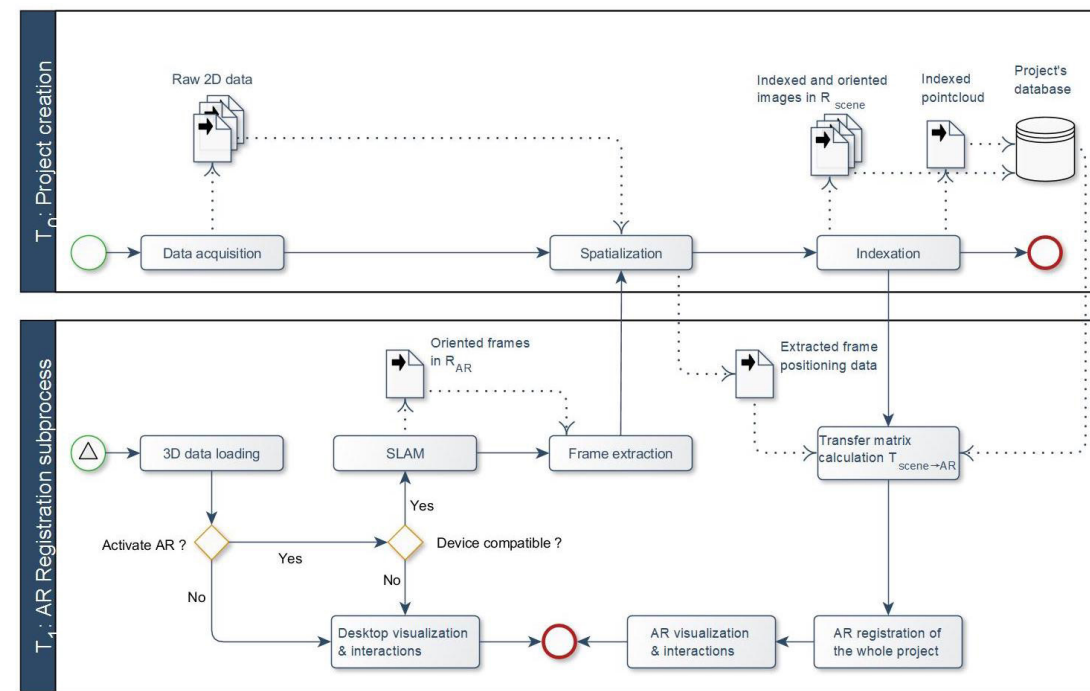 T0: Project creation
Raw 2D data
Indexed and oriented
images in R scene
Indexed
pointcloud
Project's
database
Data acquisition
Spatialization
Indexation
T1: AR Registration subprocess
Oriented frames
in RAR
Extracted frame
positioning data
3D data loading
SLAM
Frame extraction
Transfer matrix
calculation T scene→AR
Yes
Activate AR ?
Yes
Device compatible ?
No
No
Desktop visualization
& interactions
AR visualization
& interactions
AR registration of
the whole project